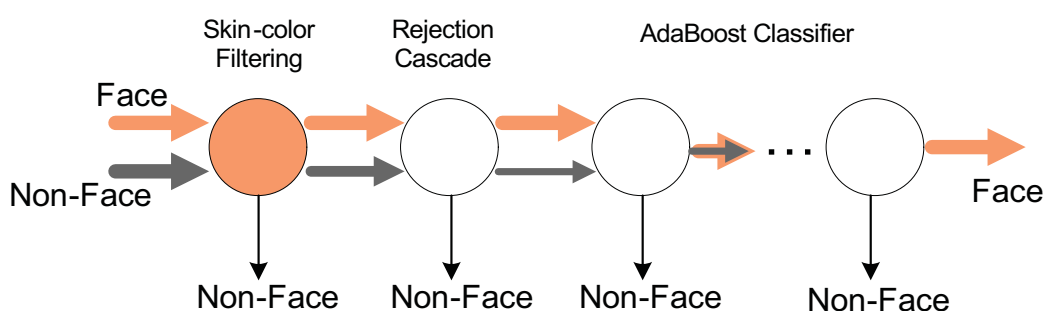 Skin-color
Filtering
Rejection
Cascade
AdaBoost Classifier
Face
Non-Face
...
Face
Non-Face
Non-Face
Non-Face
Non-Face